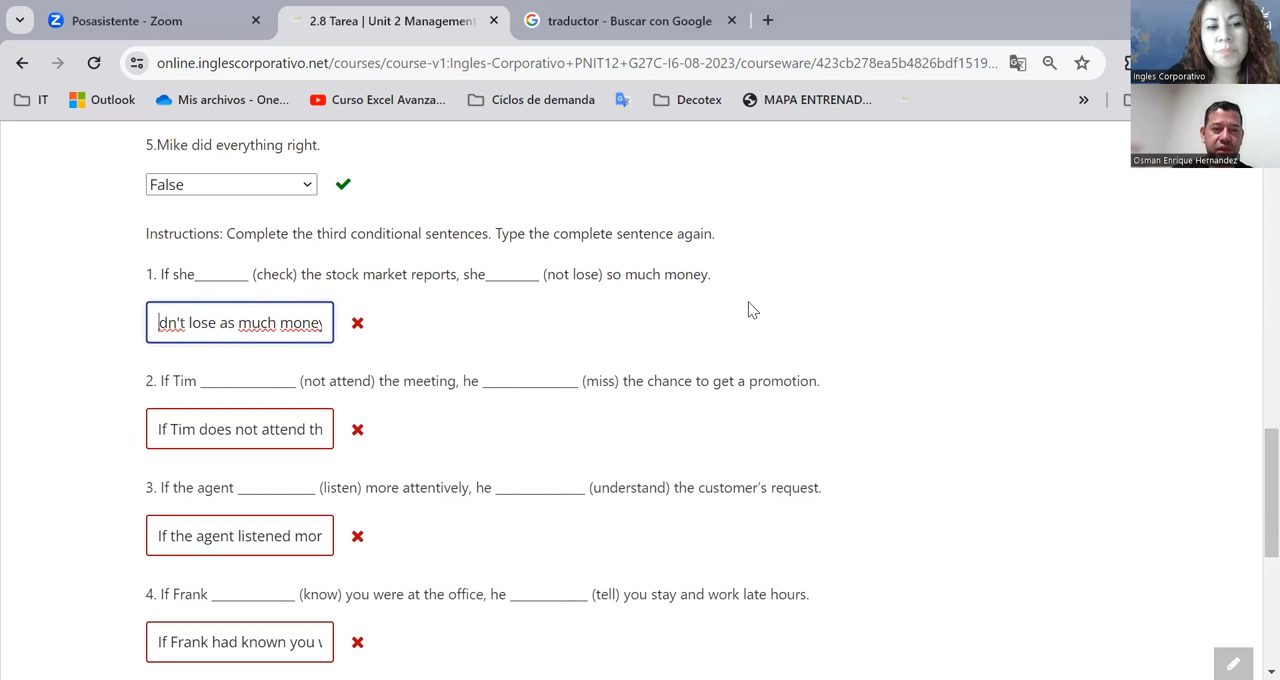 Posasistente - Zoom
2.8 Tarea | Unit 2 Management
traductor - Buscar con Google
online.inglescorporativo.net/courses/course-v1:Ingles-Corporativo+PNIT12+G27C-I6-08-2023/courseware/423cb278ea5b4826bdf1519...
IT
Outlook
Mis archivos - One...
Curso Excel Avanza...
Ciclos de demanda
Decotex
MAPA ENTRENAD...
Ingles Corporativo
Osman Enrique Hernandez
5.Mike did everything right.
False
Instructions: Complete the third conditional sentences. Type the complete sentence again.
1. If she_______ (check) the stock market reports, she_______ (not lose) so much money.
dn't lose as much money
2. If Tim ____________ (not attend) the meeting, he ____________ (miss) the chance to get a promotion.
If Tim does not attend th
3. If the agent __________ (listen) more attentively, he ___________ (understand) the customer's request.
If the agent listened mor
4. If Frank ___________ (know) you were at the office, he __________ (tell) you stay and work late hours.
If Frank had known you